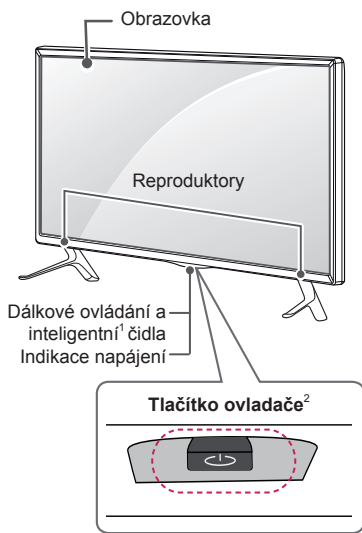 Obrazovka
Reproduktory
Dálkové ovládání a
inteligentní1 čidla
Indikace napájení
Tlačítko ovladače2